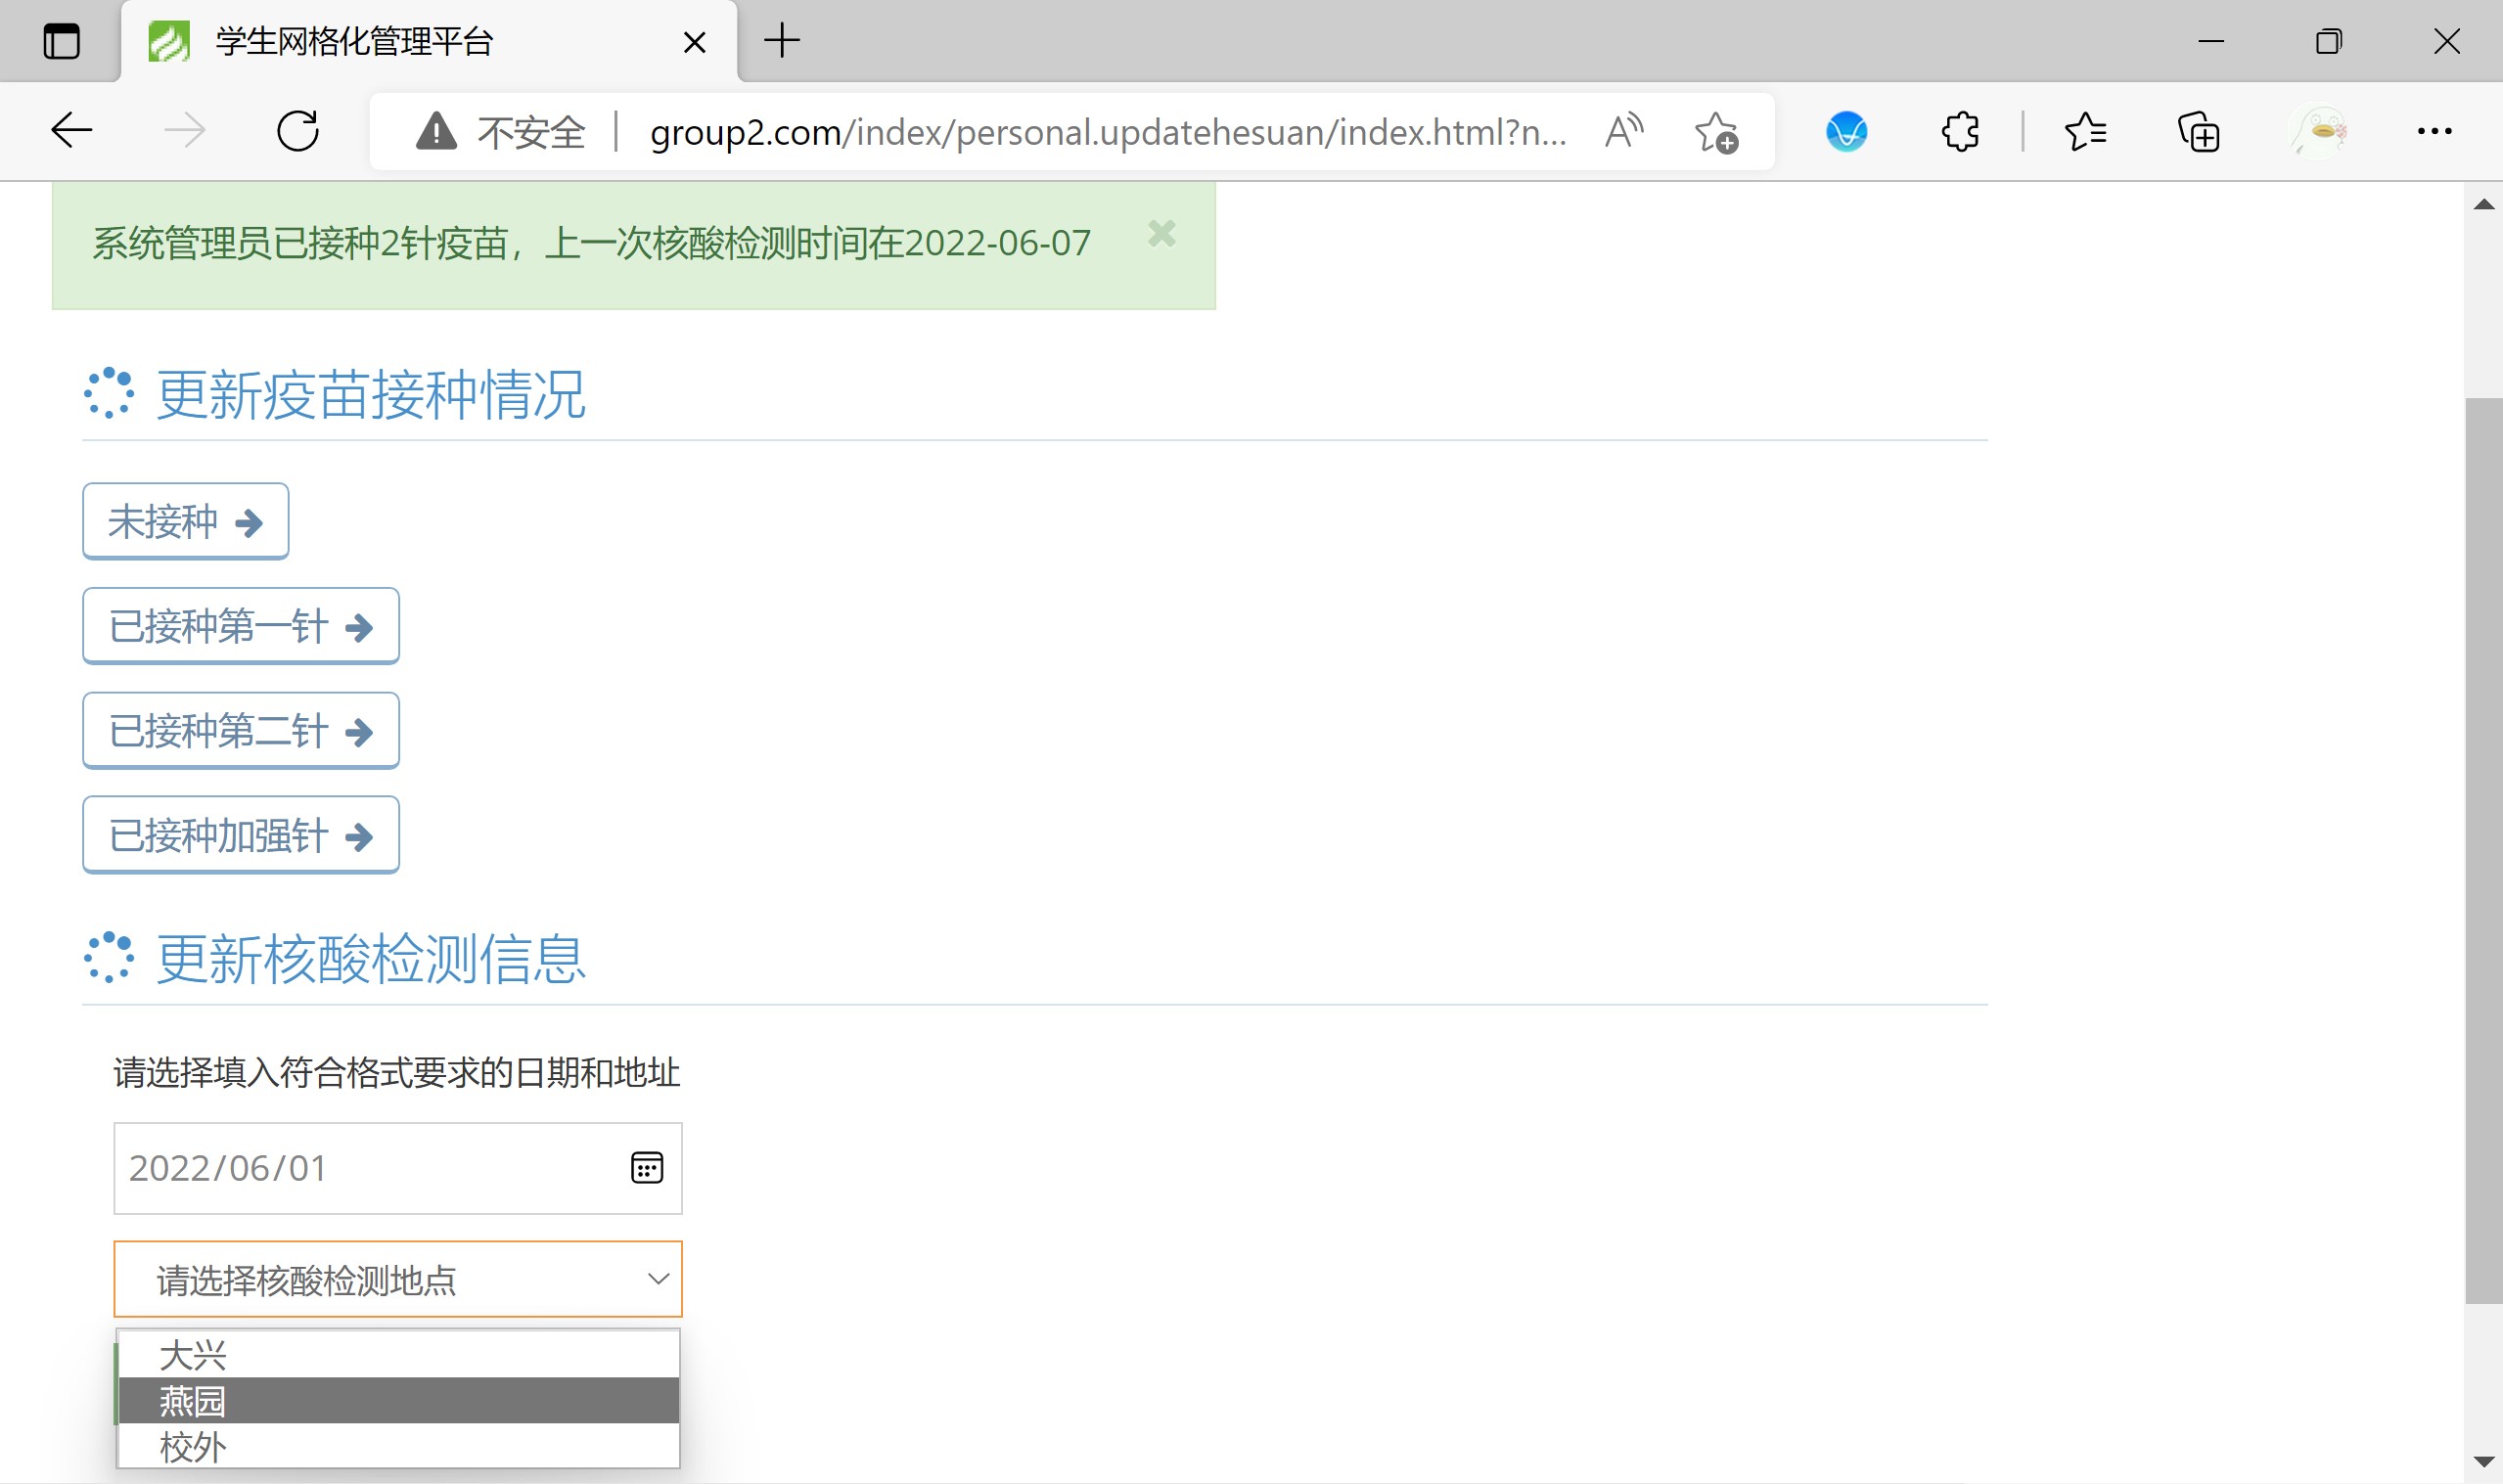 学生网格化管理平台
不安全 group2.com/index/personal.updatehesuan/index.html?n...
系统管理员已接种2针疫苗，上一次核酸检测时间在2022-06-07
更新疫苗接种情况
未接种
已接种第一针
已接种第二针
已接种加强针
更新核酸检测信息
请选择填入符合格式要求的日期和地址
2022/06/01
请选择核酸检测地点
大兴
燕园
校外